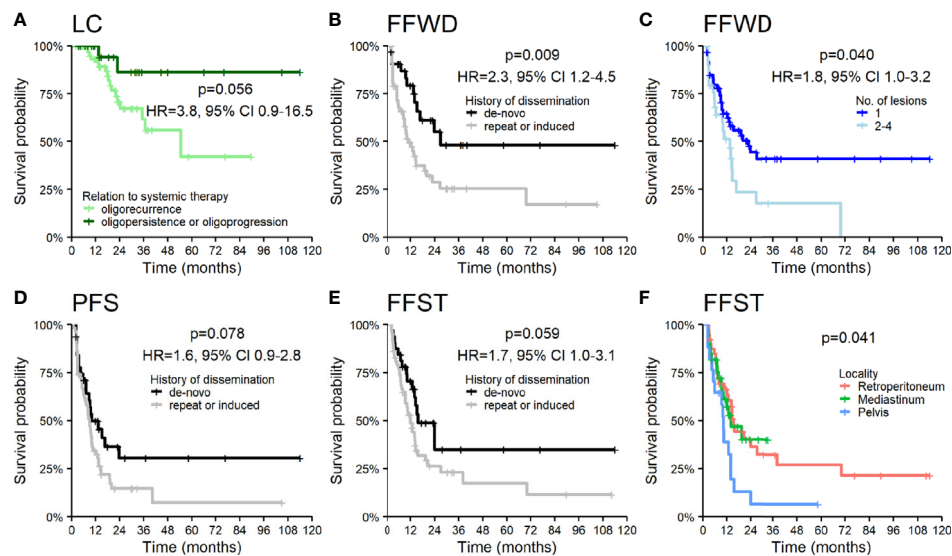 A
LC
Survival probability
100%
75%
50%
25%
0%
p=0.056
HR=3.8, 95% CI 0.9-16.5
Relation to systemic therapy
oligorecurrence
oligopersistence or oligoprogression
0 12 24 36 48 60 72 84 96 108 120
Time (months)
B
FFWD
Survival probability
100%
75%
50%
25%
0%
p=0.009
HR=2.3, 95% CI 1.2-4.5
History of dissemination
de-novo
repeat or induced
0 12 24 36 48 60 72 84 96 108 120
Time (months)
C
FFWD
Survival probability
100%
75%
50%
25%
0%
p=0.040
HR=1.8, 95% CI 1.0-3.2
No. of lesions
1
2-4
0 12 24 36 48 60 72 84 96 108 120
Time (months)
D
PFS
Survival probability
100%
75%
50%
25%
0%
p=0.078
HR=1.6, 95% CI 0.9-2.8
History of dissemination
de-novo
repeat or induced
0 12 24 36 48 60 72 84 96 108 120
Time (months)
E
FFST
Survival probability
100%
75%
50%
25%
0%
p=0.059
HR=1.7, 95% CI 1.0-3.1
History of dissemination
de-novo
repeat or induced
0 12 24 36 48 60 72 84 96 108 120
Time (months)
F
FFST
Survival probability
100%
75%
50%
25%
0%
p=0.041
Locality
Retroperitoneum
Mediastinum
Pelvis
0 12 24 36 48 60 72 84 96 108 120
Time (months)